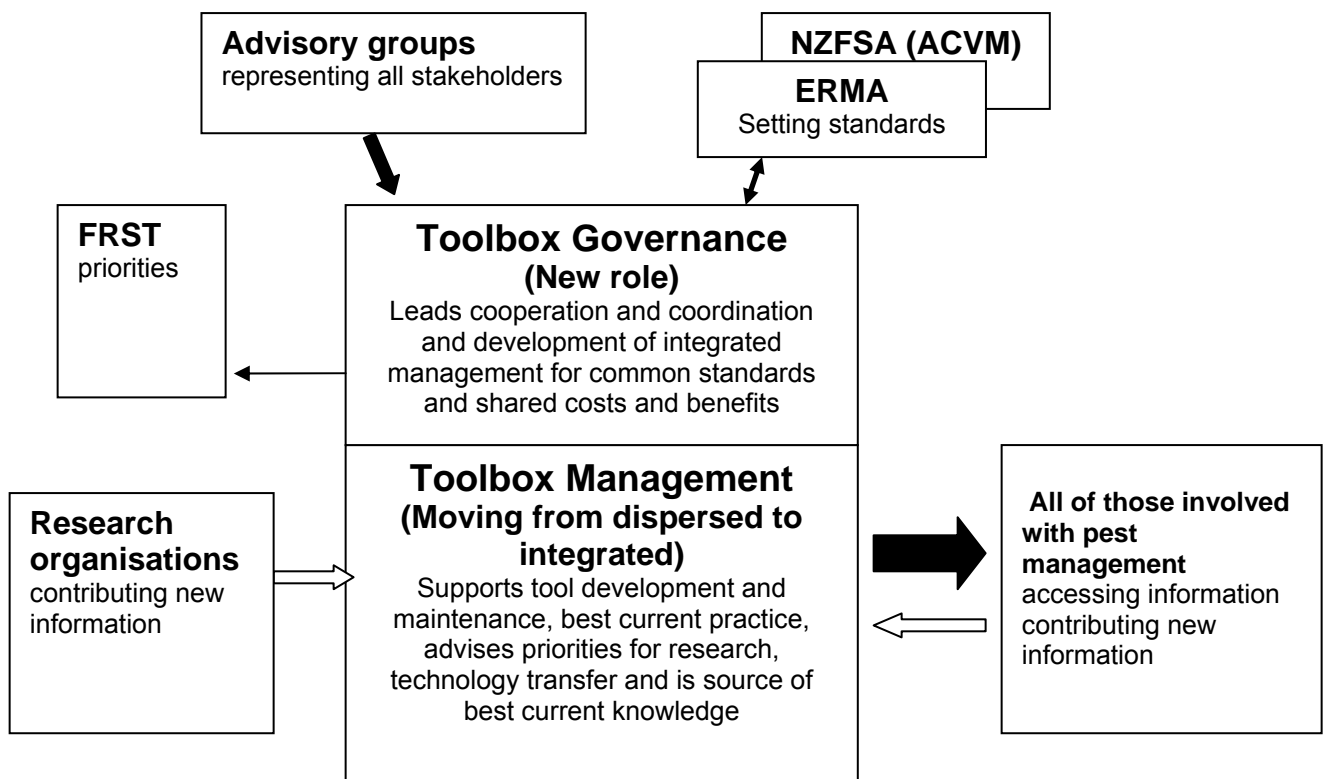 Advisory groups
representing all stakeholders
NZFSA (ACVM)
ERMA
Setting standards
FRST
priorities
Toolbox Governance
(New role)
Leads cooperation and coordination
and development of integrated
management for common standards
and shared costs and benefits
Research
organisations
contributing new
information
Toolbox Management
(Moving from dispersed to
integrated)
Supports tool development and
maintenance, best current practice,
advises priorities for research,
technology transfer and is source of
best current knowledge
All of those involved
with pest
management
accessing information
contributing new
information